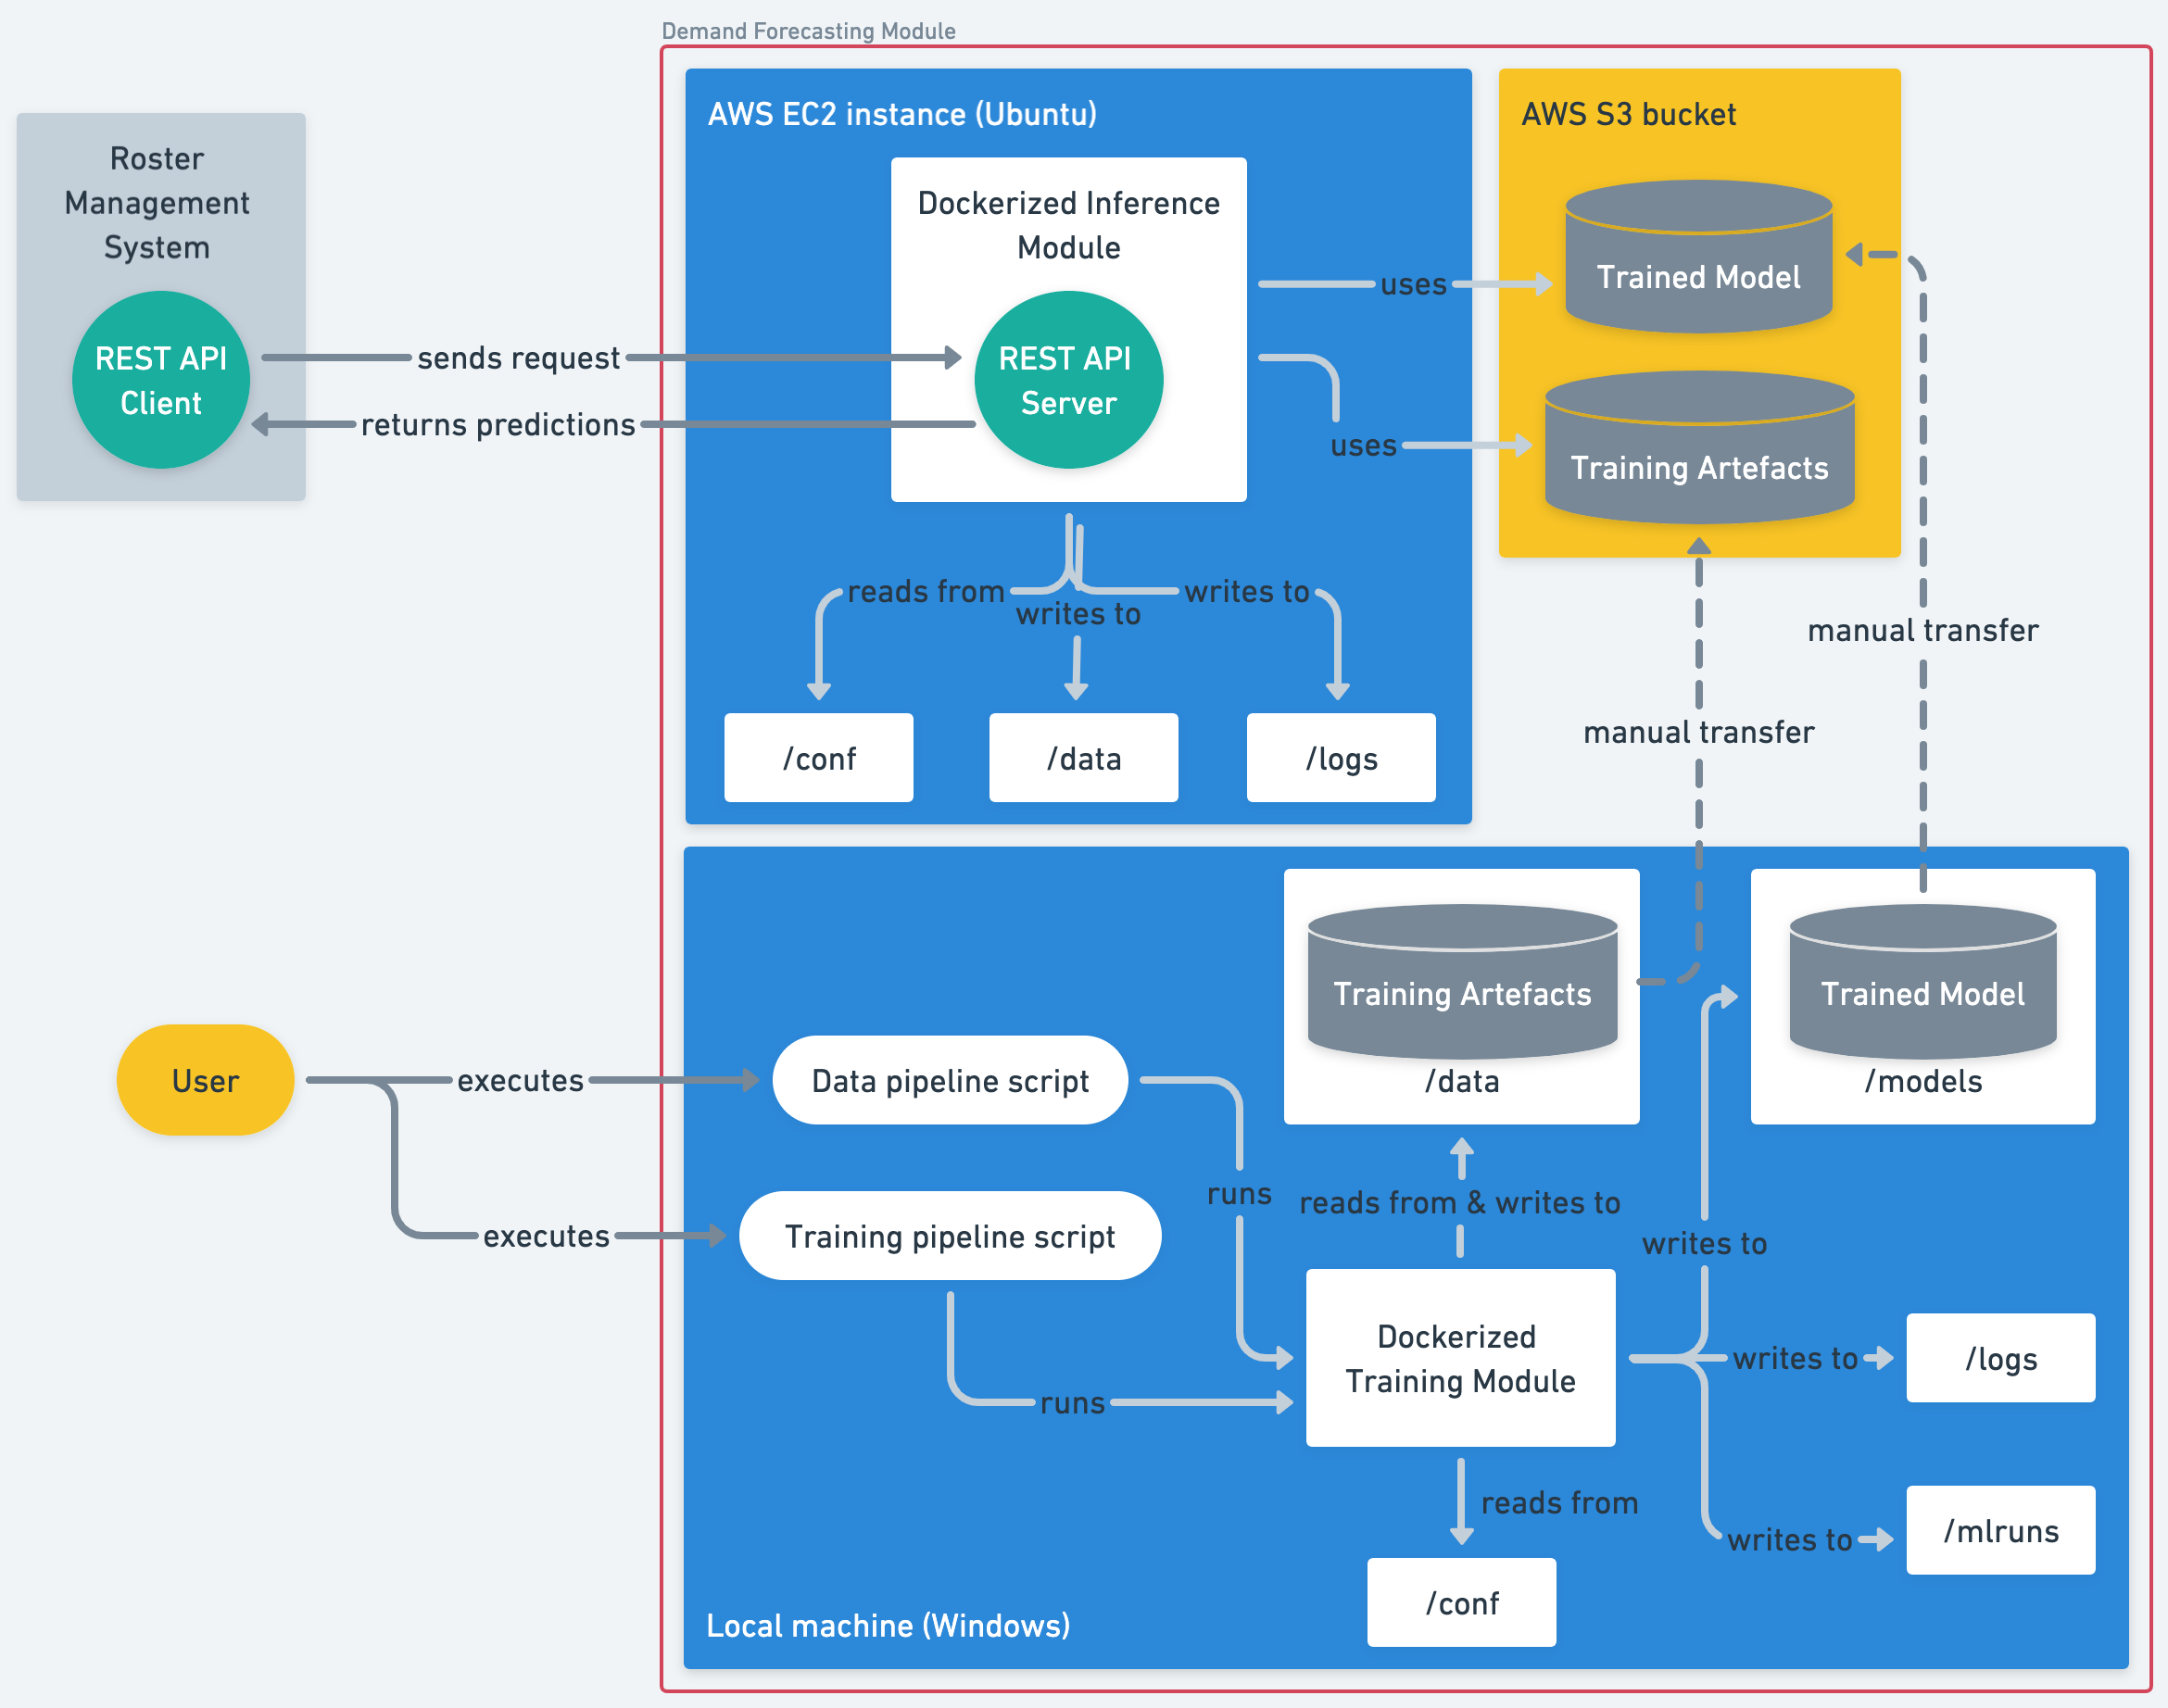 Demand Forecasting Module
Roster
Management
System
REST API
Client
sends request
returns predictions
AWS EC2 instance (Ubuntu)
Dockerized Inference
Module
REST API
Server
uses
uses
AWS S3 bucket
Trained Model
Training Artefacts
reads from
writes to
writes to
/conf
/data
/logs
manual transfer
manual transfer
User
executes
executes
Data pipeline script
Training pipeline script
runs
runs
Training Artefacts
/data
Trained Model
/models
reads from & writes to
writes to
Dockerized
Training Module
writes to
/logs
writes to
/mlruns
reads from
/conf
Local machine (Windows)